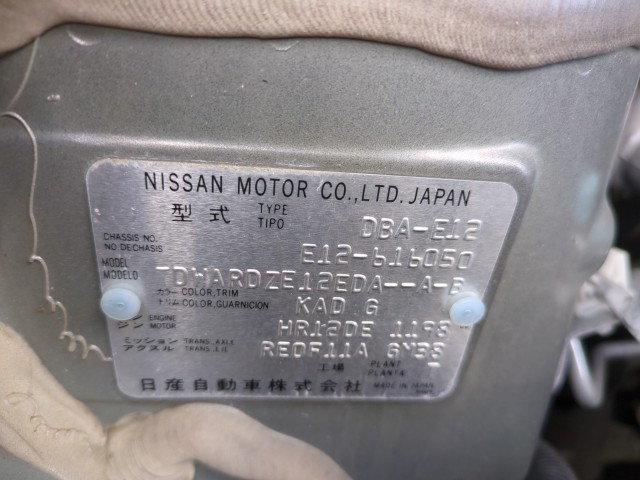 NISSAN MOTOR CO.,LTD. JAPAN
型式 TYPE TIPO DBA-E12
CHASSIS NO. NO. DECHASIS E12-616050
MODEL MODELO TDWARDZE12EDA--A-B
カラー COLOR,TRIM トリム COLOR,GUARNICION KAD G
エンジン ENGINE MOTOR HR12DE 1198
ミッション TRANS. AXLE アクスル TRANS. EJE RE0F11A GM38
工場 PLANT PLANTA
日産自動車株式会社 MADE IN JAPAN